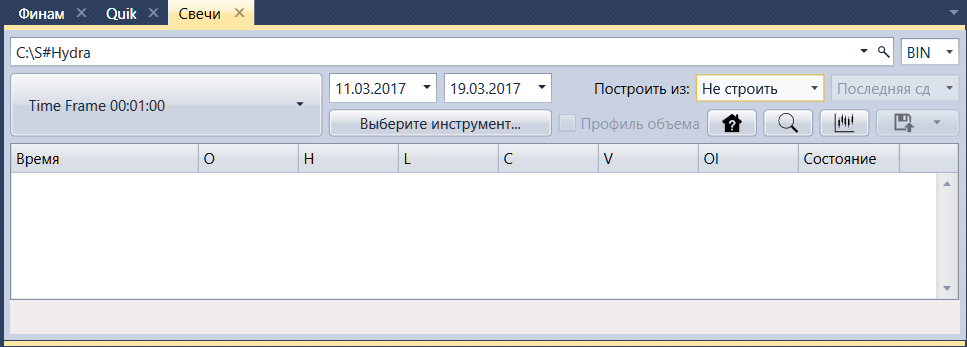 Финам Quik Свечи
C:\S#Hydra BIN
Time Frame 00:01:00 11.03.2017 19.03.2017 Построить из: Не строить Последняя сд
Выберите инструмент... Профиль объема
Время O H L C V OI Состояние